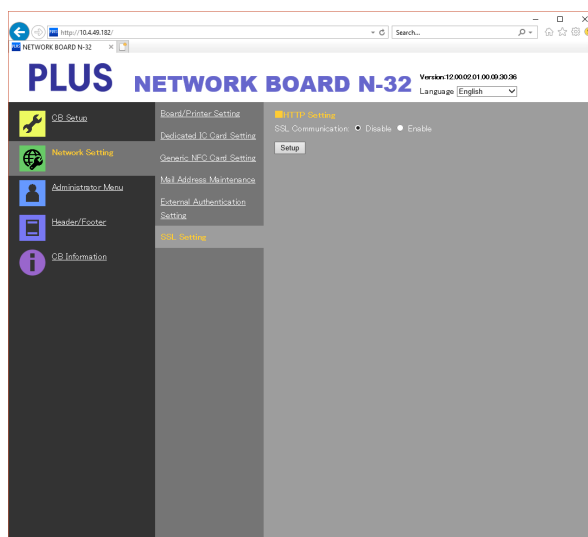 http://10.4.49.182/
Search...
NETWORK BOARD N-32
PLUS NETWORK BOARD N-32
Version:12.00.02.01.00.09.30.36
Language English
CB Setup
Network Setting
Administrator Menu
Header/Footer
CB Information
Board/Printer Setting
Dedicated IC Card Setting
Generic NFC Card Setting
Mail Address Maintenance
External Authentication
Setting
SSL Setting
HTTP Setting
SSL Communication: Disable Enable
Setup